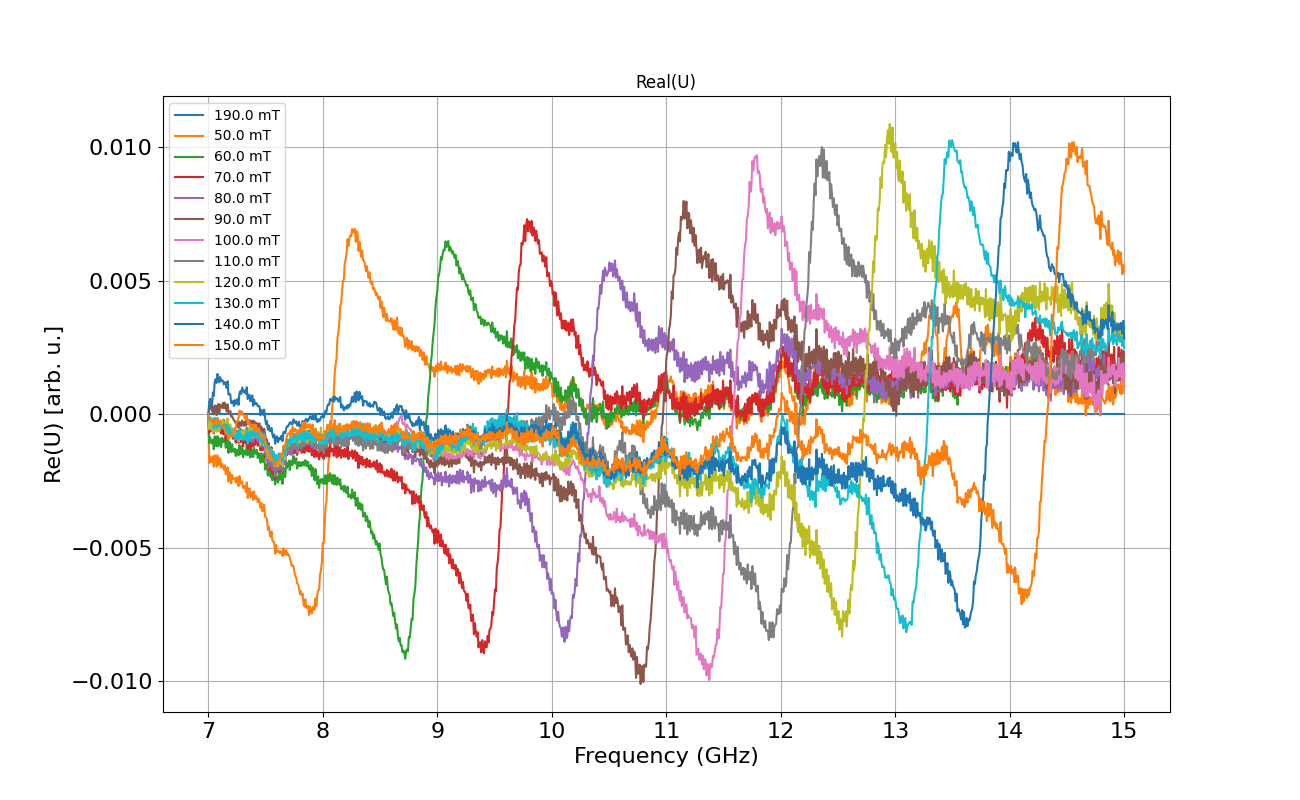 Real(U)
190.0 mT
50.0 mT
60.0 mT
70.0 mT
80.0 mT
90.0 mT
100.0 mT
110.0 mT
120.0 mT
130.0 mT
140.0 mT
150.0 mT
Re(U) [arb. u.]
0.010
0.005
0.000
−0.005
−0.010
7 8 9 10 11 12 13 14 15
Frequency (GHz)